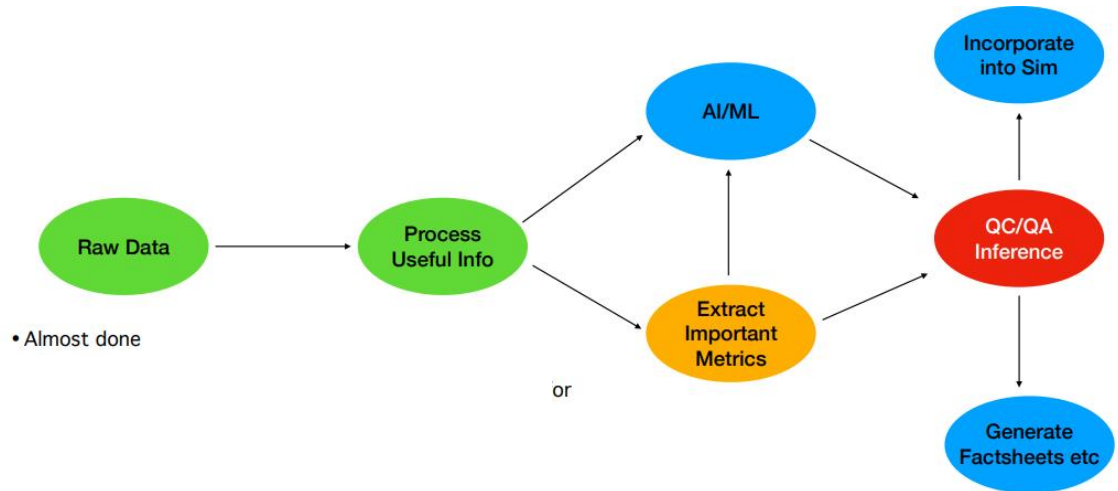 Incorporate
into Sim
AI/ML
Raw Data
Process
Useful Info
QC/QA
Inference
Extract
Important
Metrics
• Almost done
or
Generate
Factsheets etc